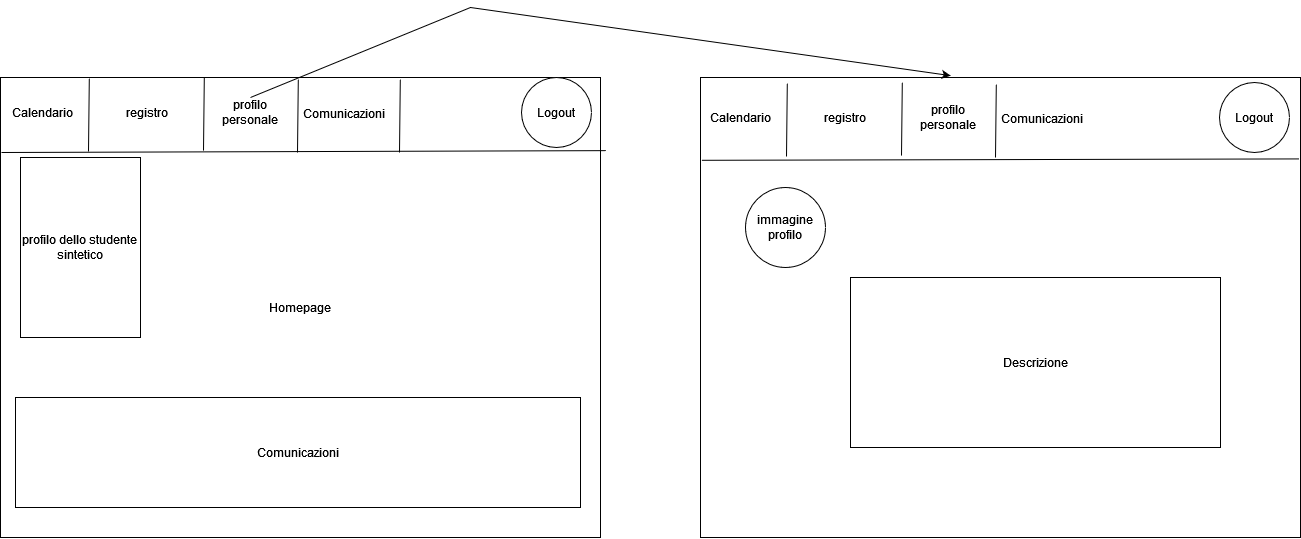 Calendario
registro
profilo
personale
Comunicazioni
Logout
profilo dello studente
sintetico
Homepage
Comunicazioni
Calendario
registro
profilo
personale
Comunicazioni
Logout
immagine
profilo
Descrizione